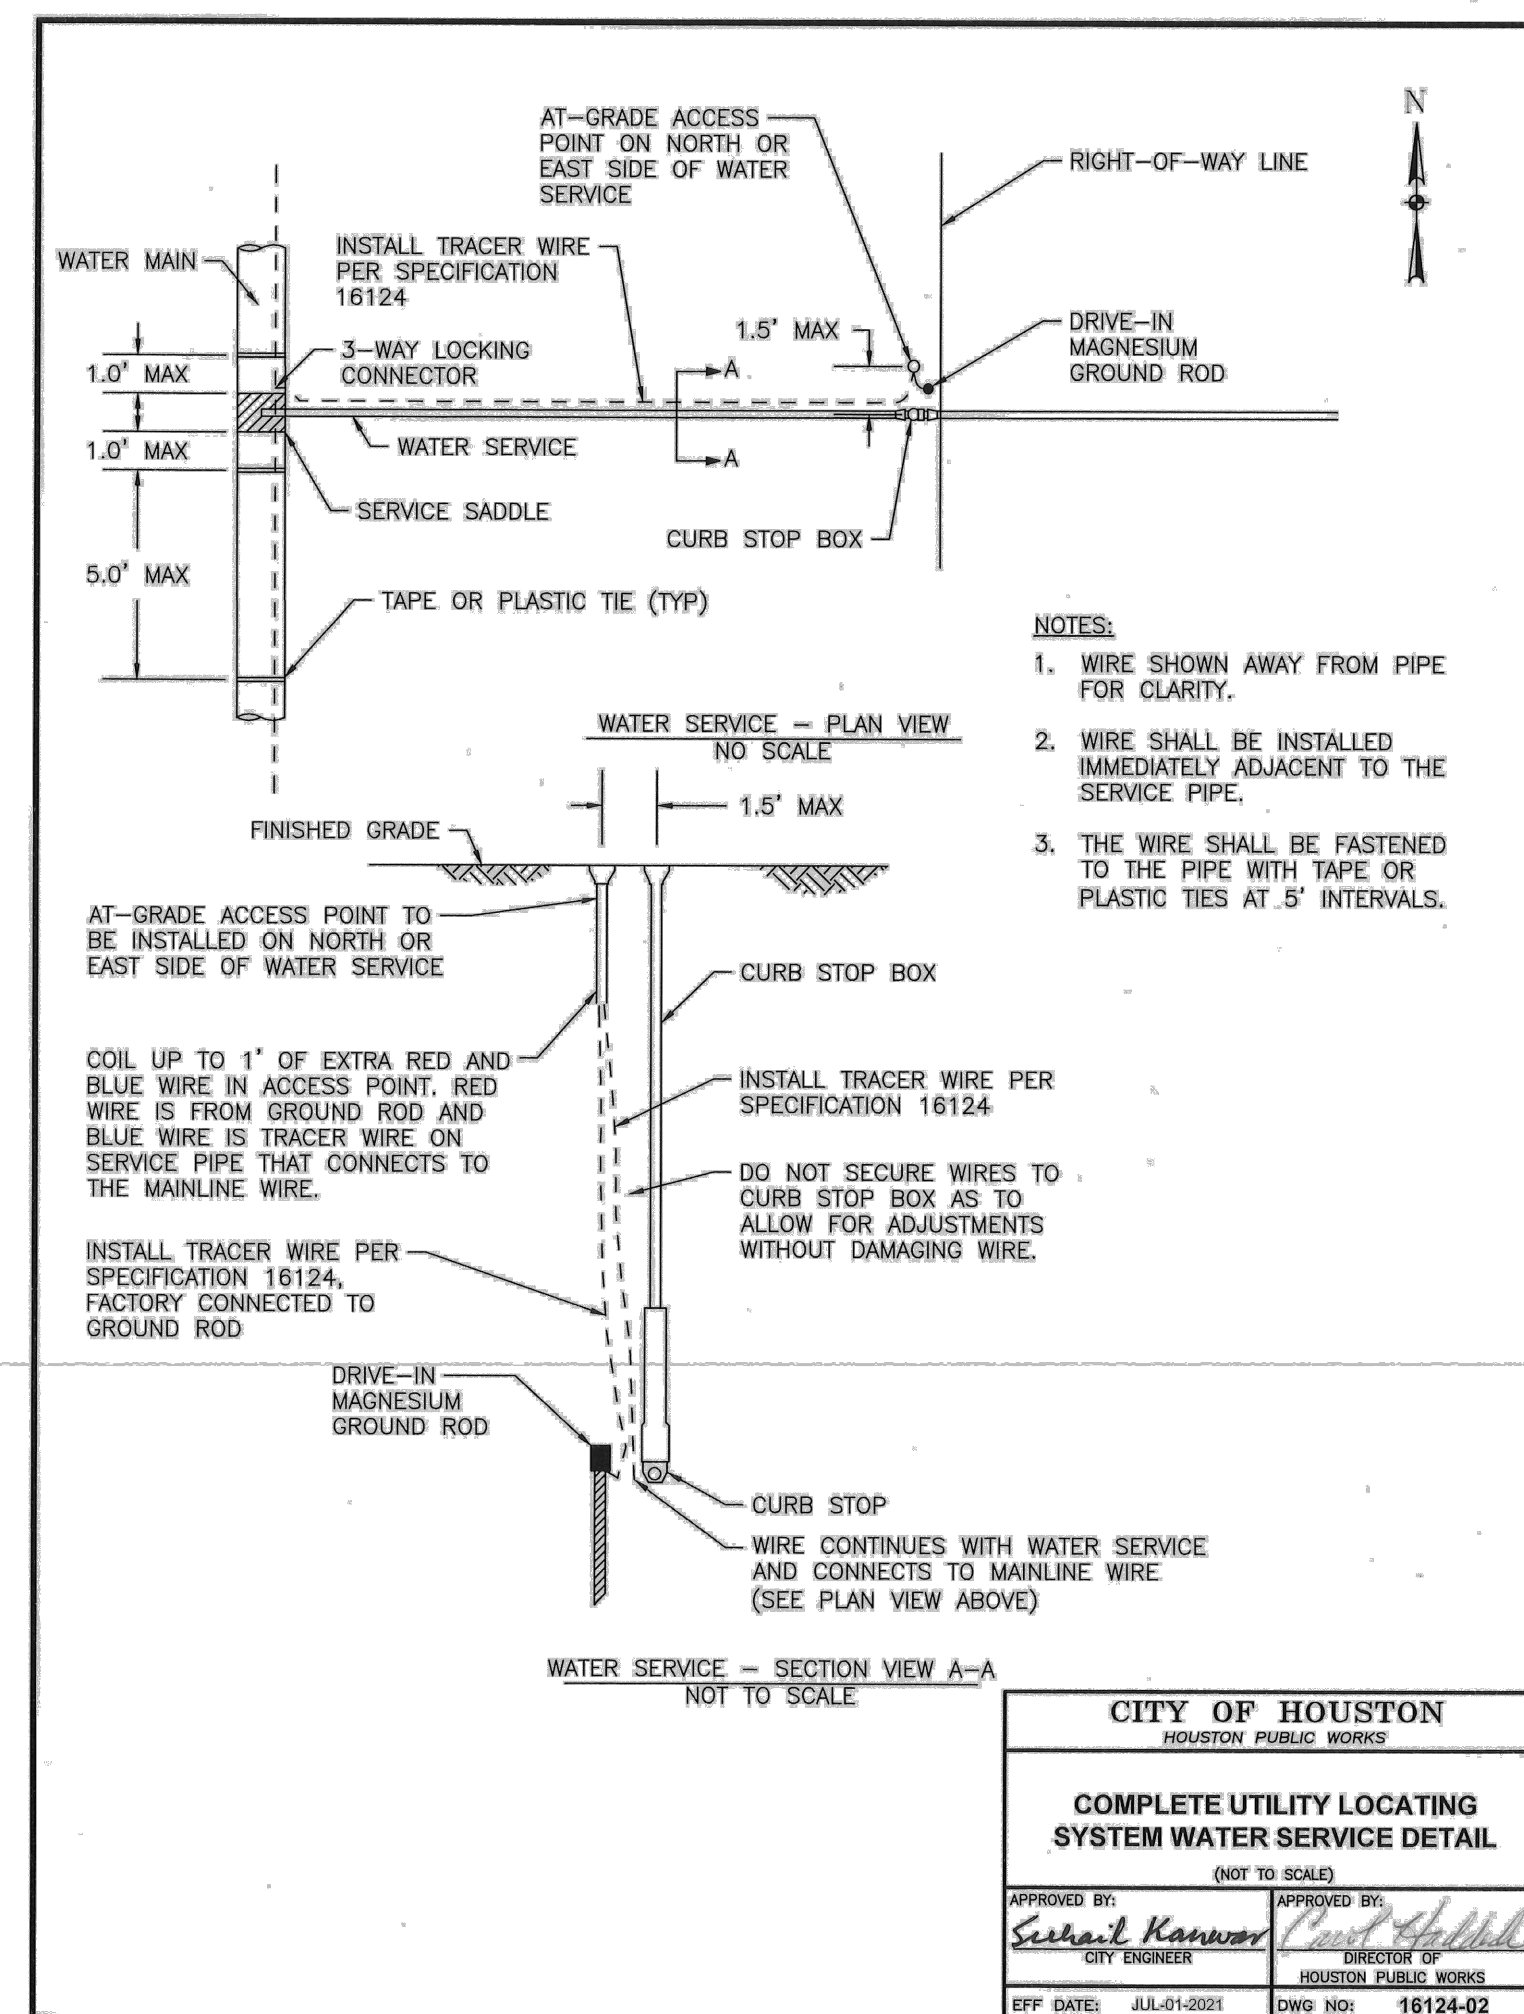 N
AT-GRADE ACCESS
POINT ON NORTH OR
EAST SIDE OF WATER
SERVICE
RIGHT-OF-WAY LINE
WATER MAIN
INSTALL TRACER WIRE
PER SPECIFICATION
16124
1.5' MAX
DRIVE-IN
MAGNESIUM
GROUND ROD
3-WAY LOCKING
CONNECTOR
1.0' MAX
A
WATER SERVICE
1.0' MAX
A
SERVICE SADDLE
CURB STOP BOX
5.0' MAX
TAPE OR PLASTIC TIE (TYP)
WATER SERVICE - PLAN VIEW
NO SCALE
NOTES:
1. WIRE SHOWN AWAY FROM PIPE
FOR CLARITY.
2. WIRE SHALL BE INSTALLED
IMMEDIATELY ADJACENT TO THE
SERVICE PIPE.
3. THE WIRE SHALL BE FASTENED
TO THE PIPE WITH TAPE OR
PLASTIC TIES AT 5' INTERVALS.
1.5' MAX
FINISHED GRADE
AT-GRADE ACCESS POINT TO
BE INSTALLED ON NORTH OR
EAST SIDE OF WATER SERVICE
CURB STOP BOX
COIL UP TO 1' OF EXTRA RED AND
BLUE WIRE IN ACCESS POINT. RED
WIRE IS FROM GROUND ROD AND
BLUE WIRE IS TRACER WIRE ON
SERVICE PIPE THAT CONNECTS TO
THE MAINLINE WIRE.
INSTALL TRACER WIRE PER
SPECIFICATION 16124
DO NOT SECURE WIRES TO
CURB STOP BOX AS TO
ALLOW FOR ADJUSTMENTS
WITHOUT DAMAGING WIRE.
INSTALL TRACER WIRE PER
SPECIFICATION 16124,
FACTORY CONNECTED TO
GROUND ROD
DRIVE-IN
MAGNESIUM
GROUND ROD
CURB STOP
WIRE CONTINUES WITH WATER SERVICE
AND CONNECTS TO MAINLINE WIRE
(SEE PLAN VIEW ABOVE)
WATER SERVICE - SECTION VIEW A-A
NOT TO SCALE
CITY OF HOUSTON
HOUSTON PUBLIC WORKS
COMPLETE UTILITY LOCATING
SYSTEM WATER SERVICE DETAIL
(NOT TO SCALE)
APPROVED BY:
Suhail Kanwar
CITY ENGINEER
APPROVED BY:
Carol Haddock
DIRECTOR OF
HOUSTON PUBLIC WORKS
EFF DATE: JUL-01-2021
DWG NO: 16124-02